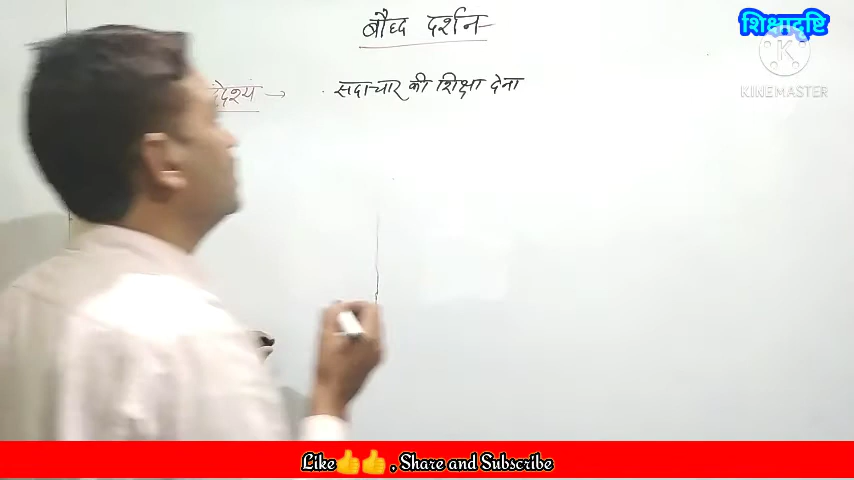 बौद्ध दर्शन
शिक्षादृष्टि
KINEMASTER
→ सदाचार की शिक्षा देना
Like👍👍 , Share and Subscribe